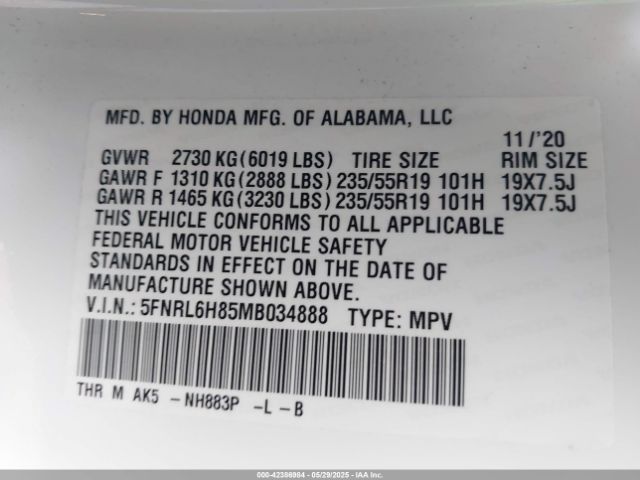 MFD. BY HONDA MFG. OF ALABAMA, LLC
11/'20
GVWR 2730 KG(6019 LBS) TIRE SIZE RIM SIZE
GAWR F 1310 KG(2888 LBS) 235/55R19 101H 19X7.5J
GAWR R 1465 KG(3230 LBS) 235/55R19 101H 19X7.5J
THIS VEHICLE CONFORMS TO ALL APPLICABLE
FEDERAL MOTOR VEHICLE SAFETY
STANDARDS IN EFFECT ON THE DATE OF
MANUFACTURE SHOWN ABOVE.
V.I.N.: 5FNRL6H85MB034888 TYPE: MPV
THR M AK5 -NH883P -L -B
000-42386984 - 05/29/2025 - IAA Inc.